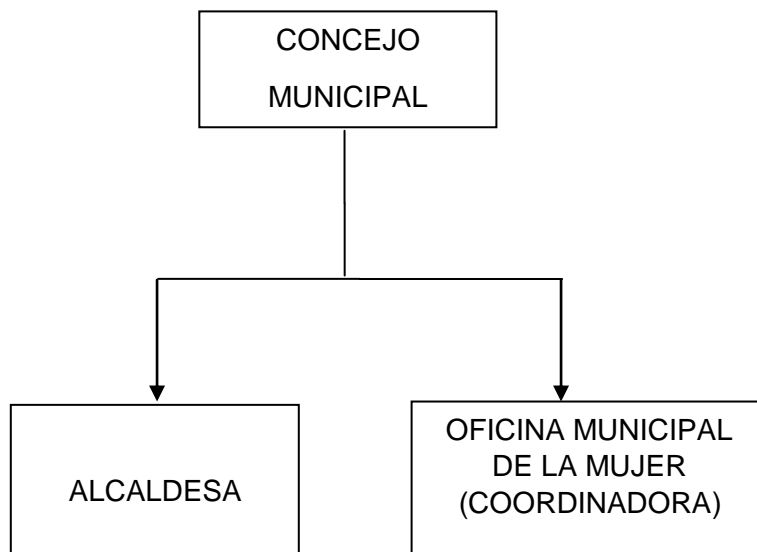 CONCEJO
MUNICIPAL
ALCALDESA
OFICINA MUNICIPAL
DE LA MUJER
(COORDINADORA)